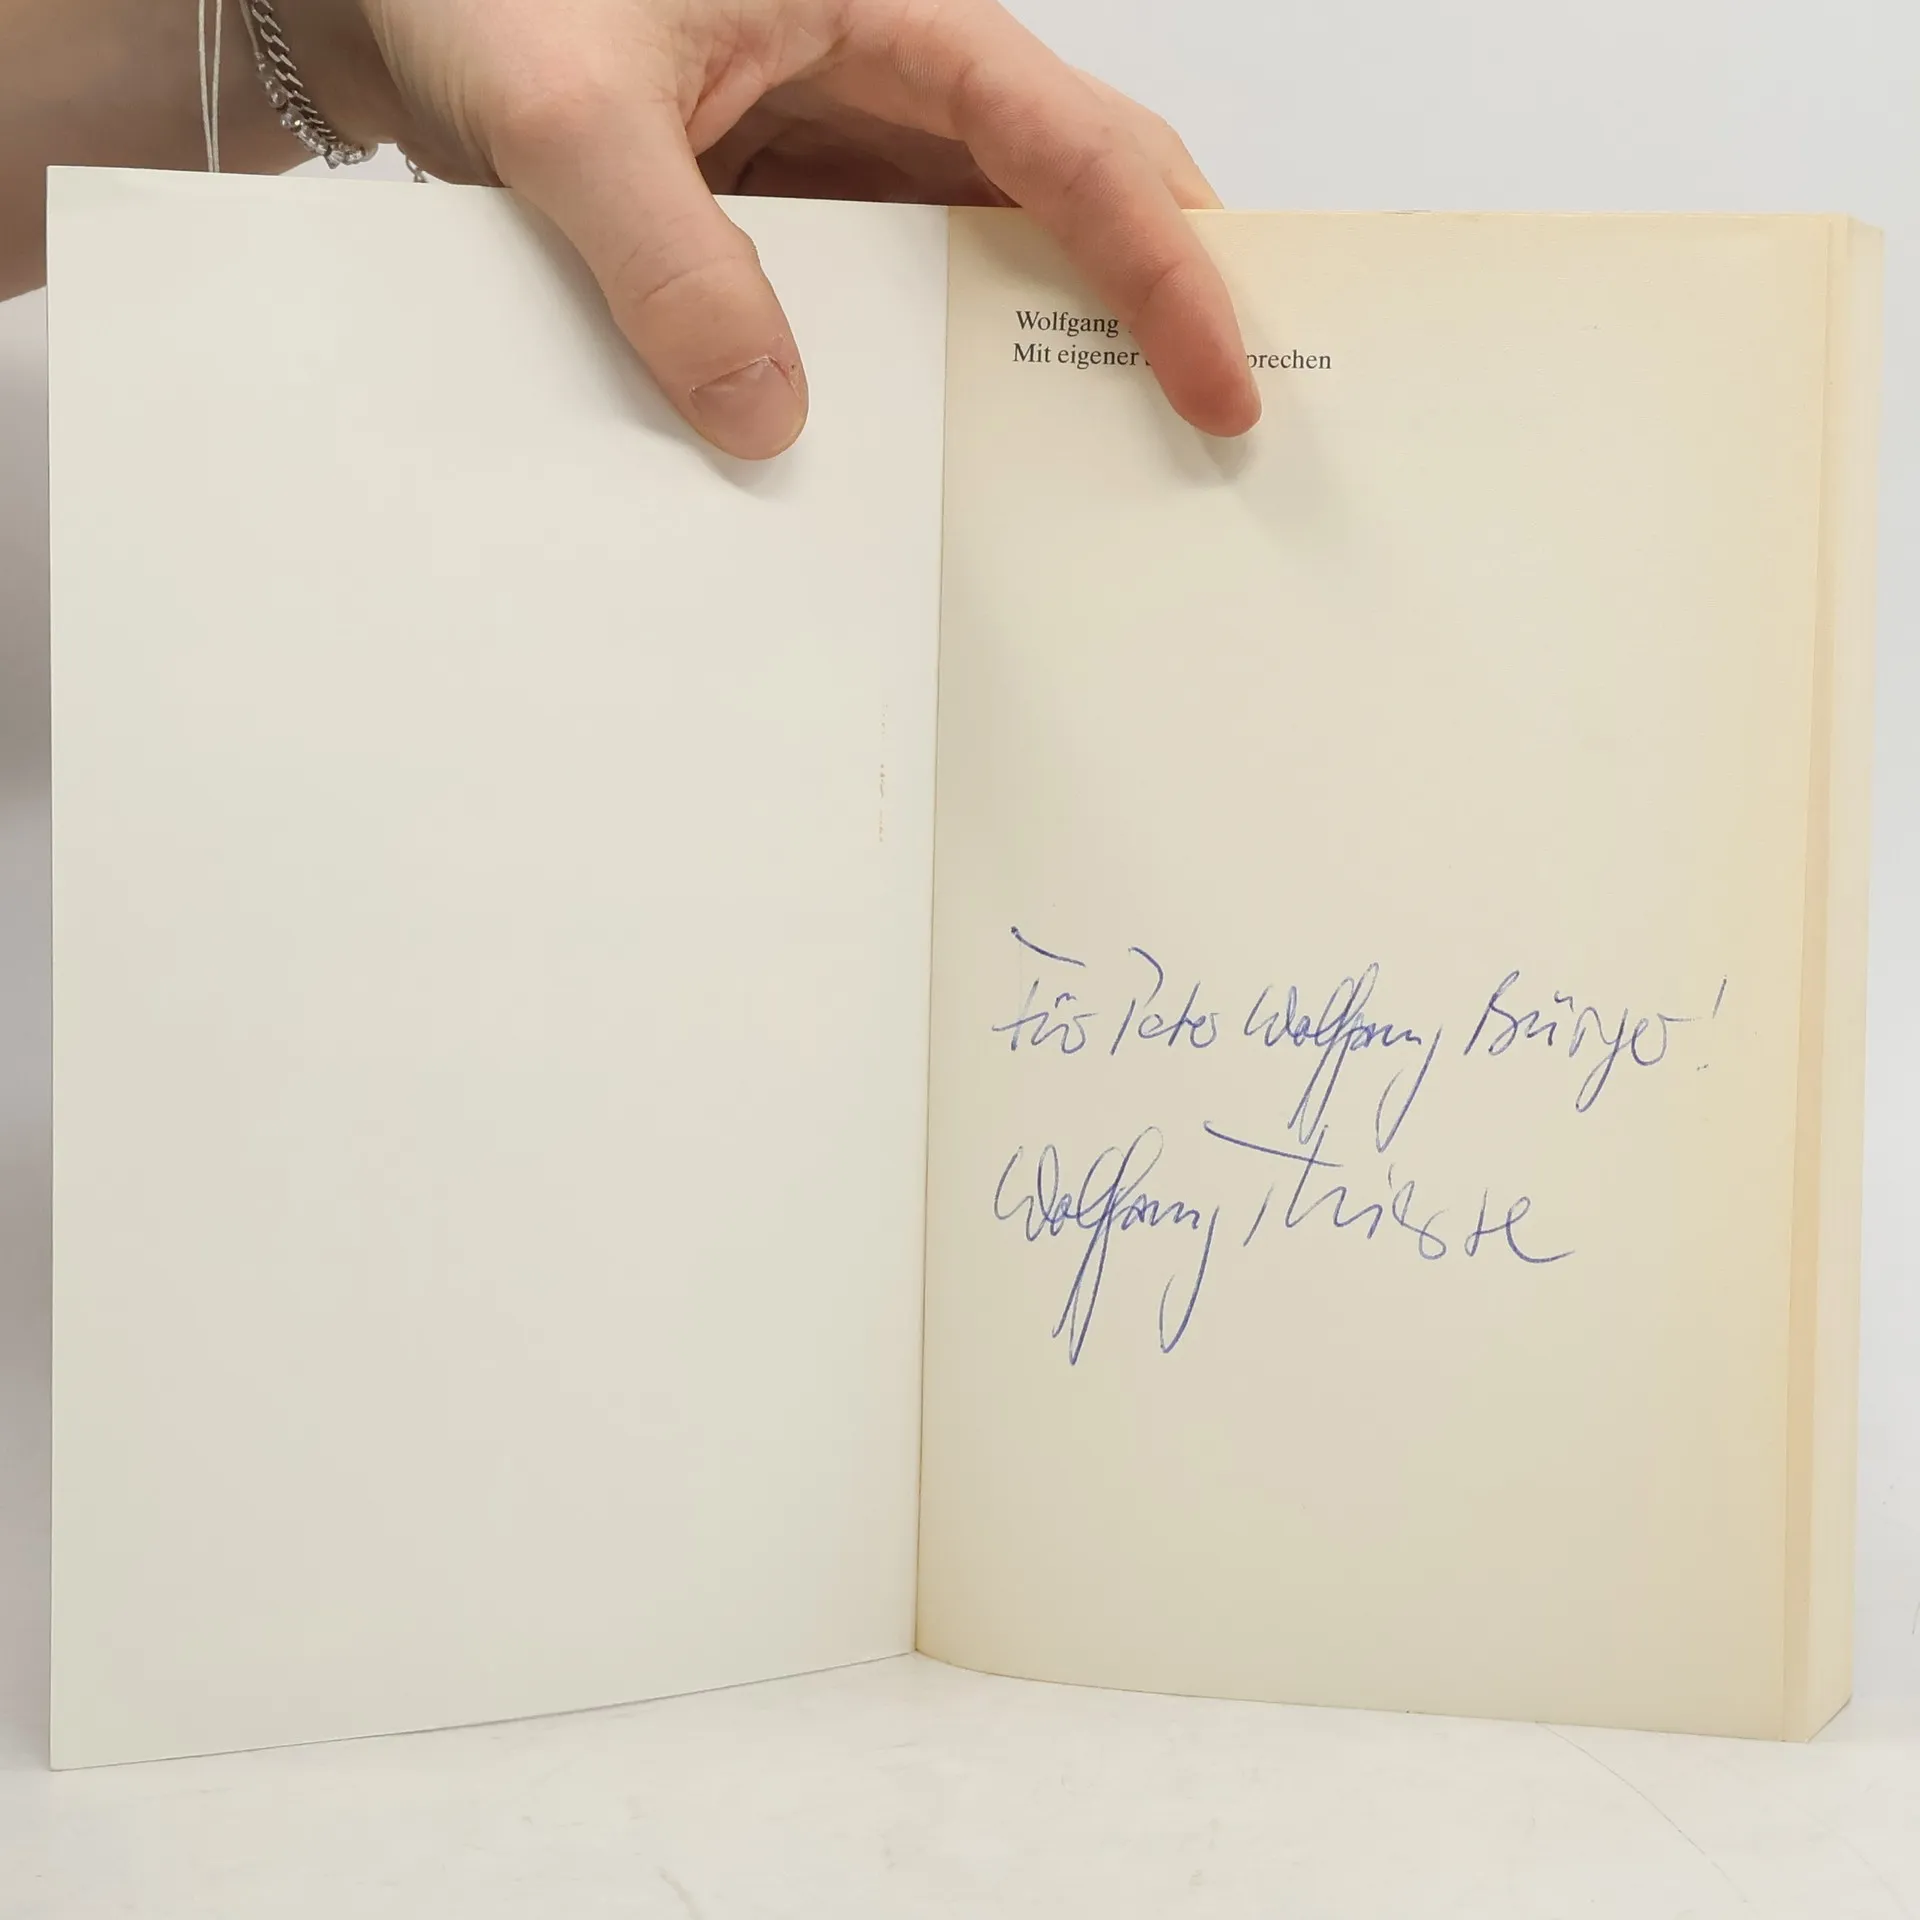 Wolfgang
Mit eigener prechen
Für Peter Wolfgang Bürger!
Wolfgang Thierse